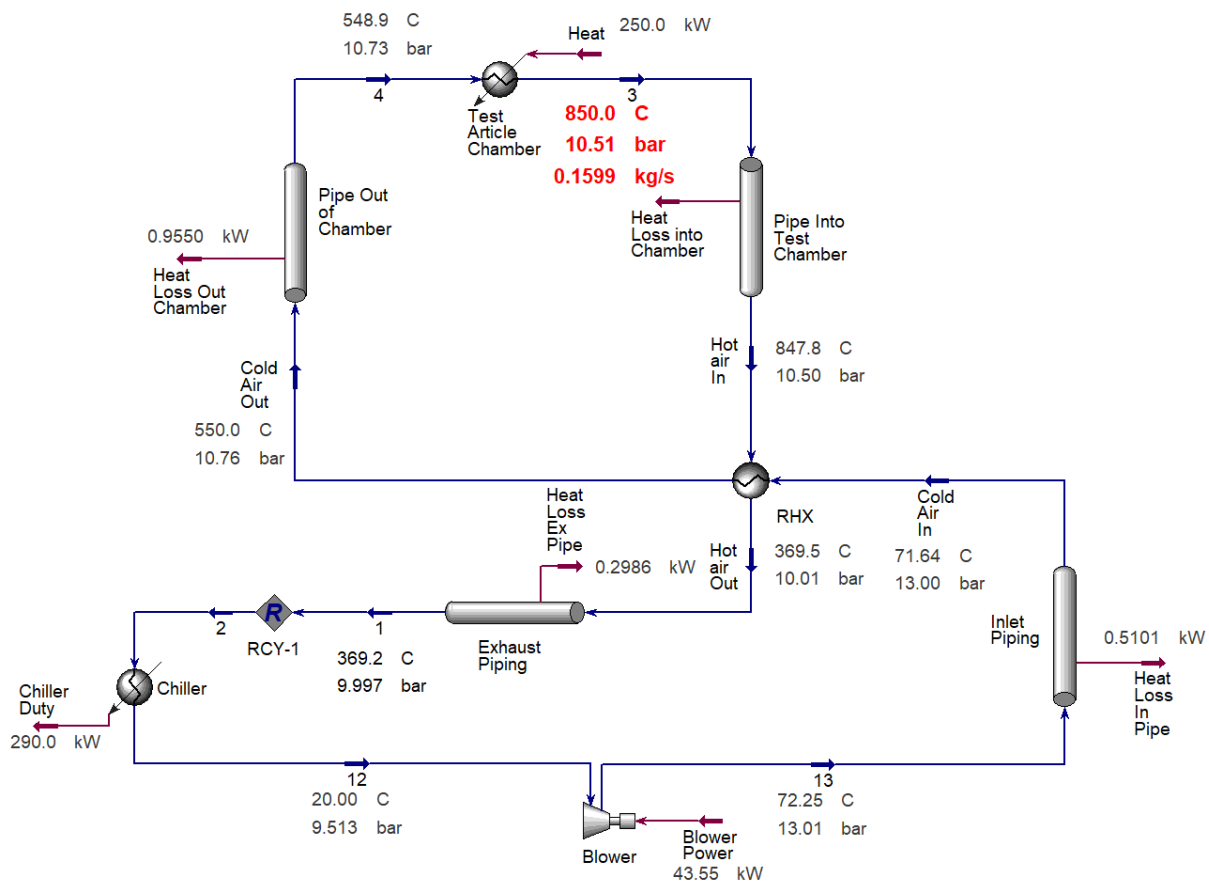 548.9 C
10.73 bar
Heat
250.0 kW
4
3
Test
Article
Chamber
850.0 C
10.51 bar
0.1599 kg/s
Pipe Out
of
Chamber
0.9550 kW
Heat
Loss Out
Chamber
Heat
Loss into
Chamber
Pipe Into
Test
Chamber
Hot
air
In
847.8 C
10.50 bar
Cold
Air
Out
550.0 C
10.76 bar
RHX
Cold
Air
In
71.64 C
13.00 bar
Hot
air
Out
369.5 C
10.01 bar
Heat
Loss
Ex
Pipe
0.2986 kW
Exhaust
Piping
1
369.2 C
9.997 bar
R
RCY-1
2
Chiller
Chiller
Duty
290.0 kW
12
20.00 C
9.513 bar
Blower
Blower
Power
43.55 kW
13
72.25 C
13.01 bar
Inlet
Piping
0.5101 kW
Heat
Loss
In
Pipe